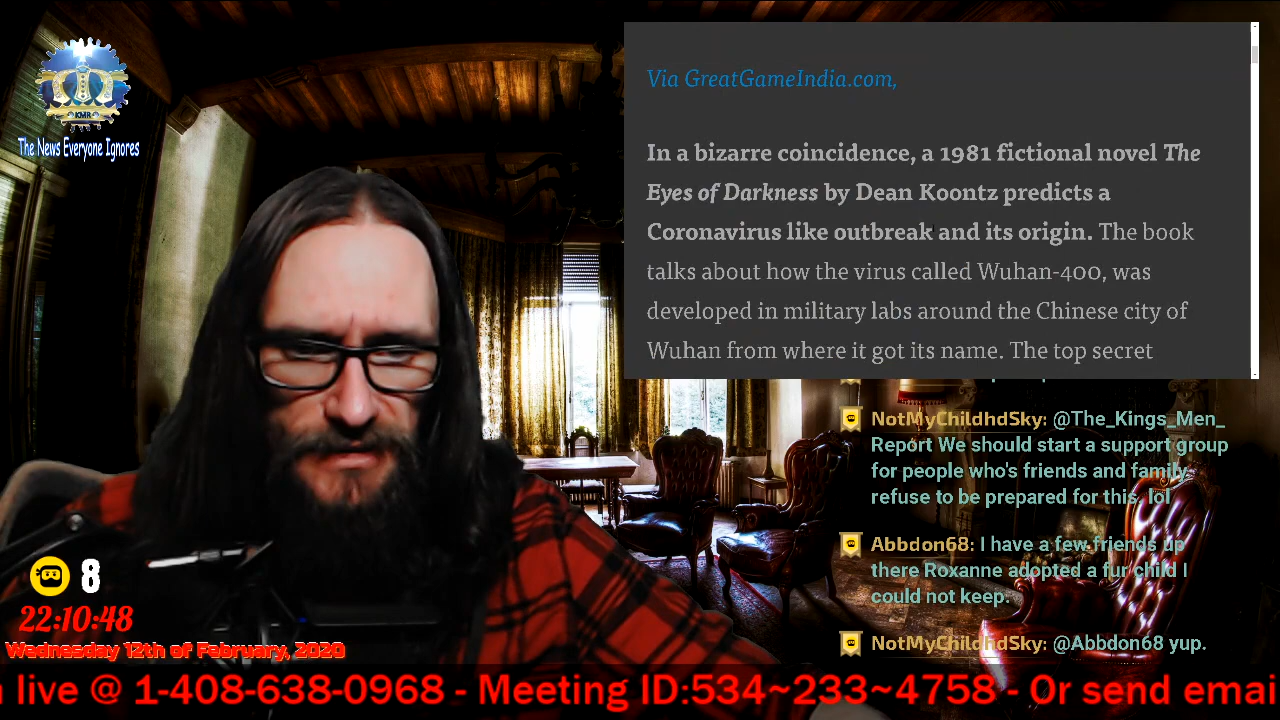 KMR
The News Everyone Ignores
Via GreatGameIndia.com,
In a bizarre coincidence, a 1981 fictional novel The
Eyes of Darkness by Dean Koontz predicts a
Coronavirus like outbreak and its origin. The book
talks about how the virus called Wuhan-400, was
developed in military labs around the Chinese city of
Wuhan from where it got its name. The top secret
NotMyChildhdSky: @The_Kings_Men_
Report We should start a support group
for people who's friends and family
refuse to be prepared for this, lol
Abbdon68: I have a few friends up
there Roxanne adopted a fur child I
could not keep.
NotMyChildhdSky: @Abbdon68 yup.
8
22:10:48
Wednesday 12th of February, 2020
live @ 1-408-638-0968 - Meeting ID:534~233~4758 - Or send emai